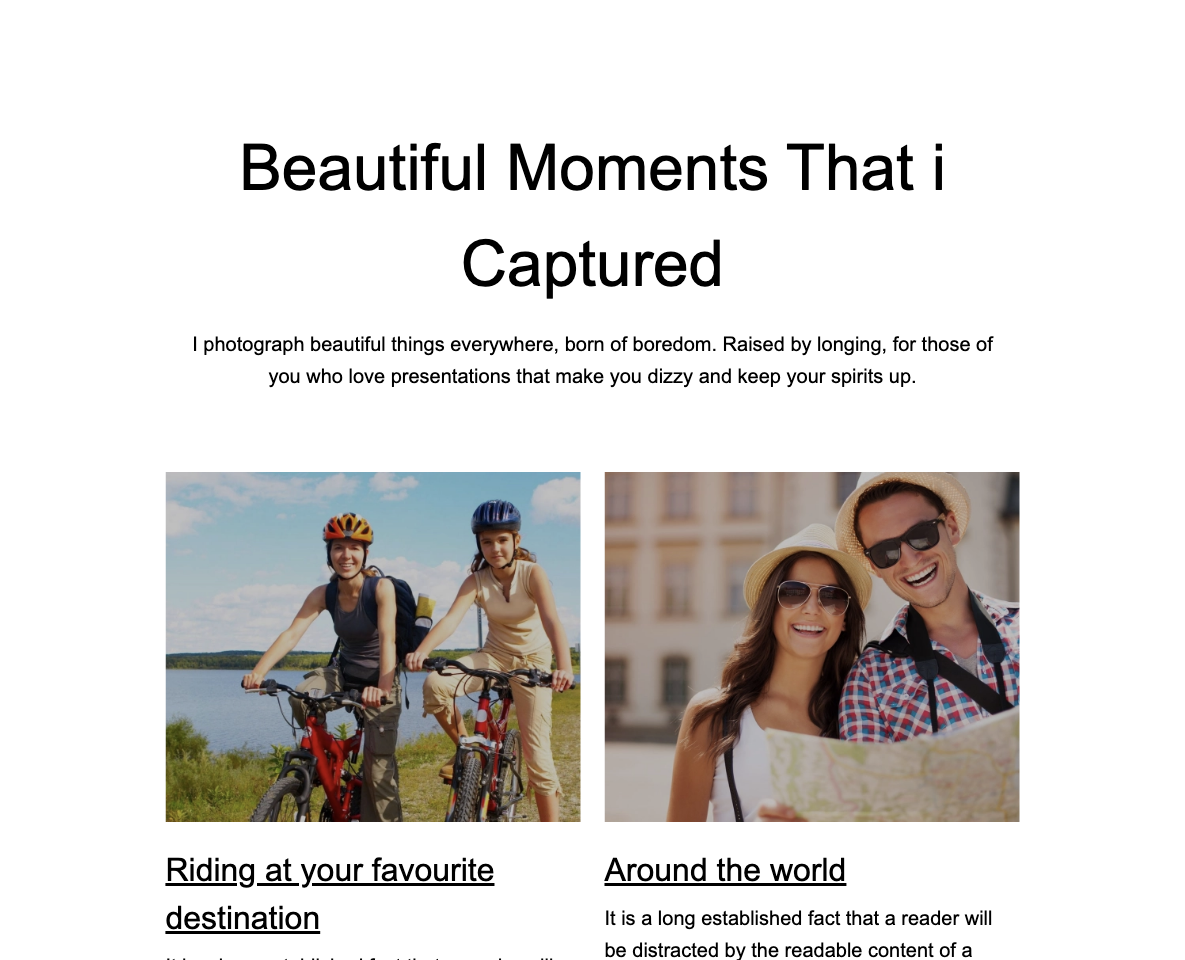 Beautiful Moments That i
Captured
I photograph beautiful things everywhere, born of boredom. Raised by longing, for those of
you who love presentations that make you dizzy and keep your spirits up.
Riding at your favourite
destination
Around the world
It is a long established fact that a reader will
be distracted by the readable content of a